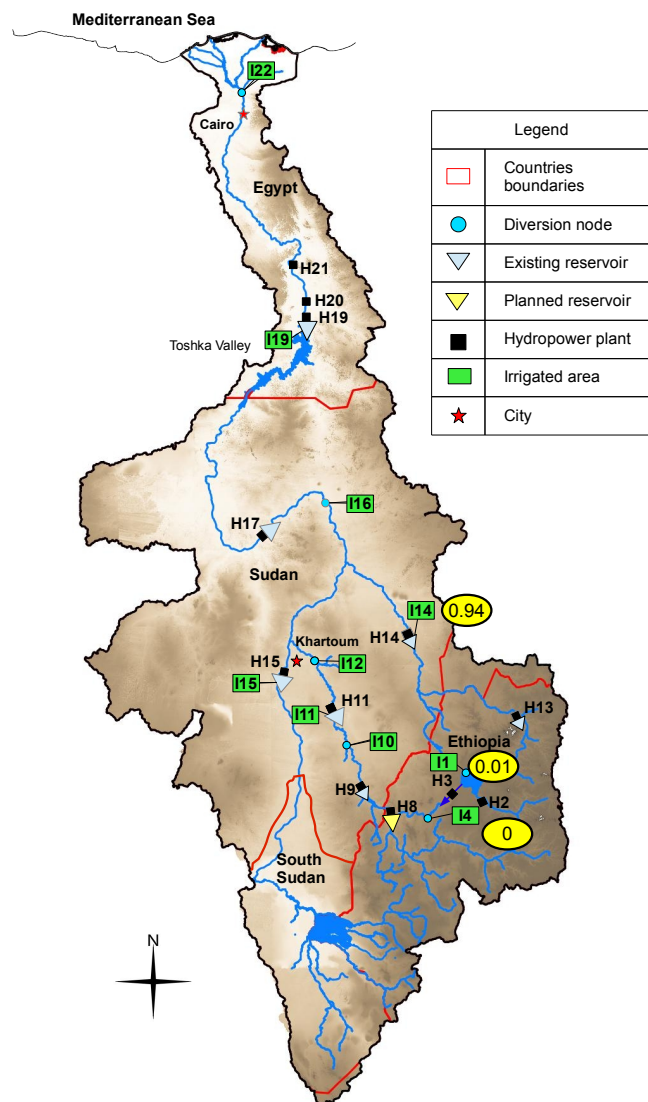 Mediterranean Sea
I22
Cairo
Egypt
H21
H20
H19
I19
Toshka Valley
I16
H17
Sudan
I14
0.94
H14
Khartoum
I12
H15
I15
H11
I11
H13
I10
Ethiopia
I1
0.01
H3
H9
H2
H8
I4
0
South
Sudan
N
Legend
Countries
boundaries
Diversion node
Existing reservoir
Planned reservoir
Hydropower plant
Irrigated area
City